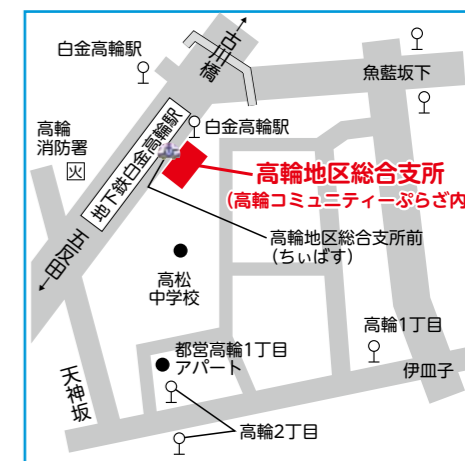 白金高輪駅
古川橋
魚藍坂下
高輪
消防署
火
地下鉄白金高輪駅
白金高輪駅
高輪地区総合支所
(高輪コミュニティーぷらざ内
高輪地区総合支所前
(ちぃばす)
五反田
高松
中学校
高輪1丁目
都営高輪1丁目
アパート
伊皿子
天神坂
高輪2丁目